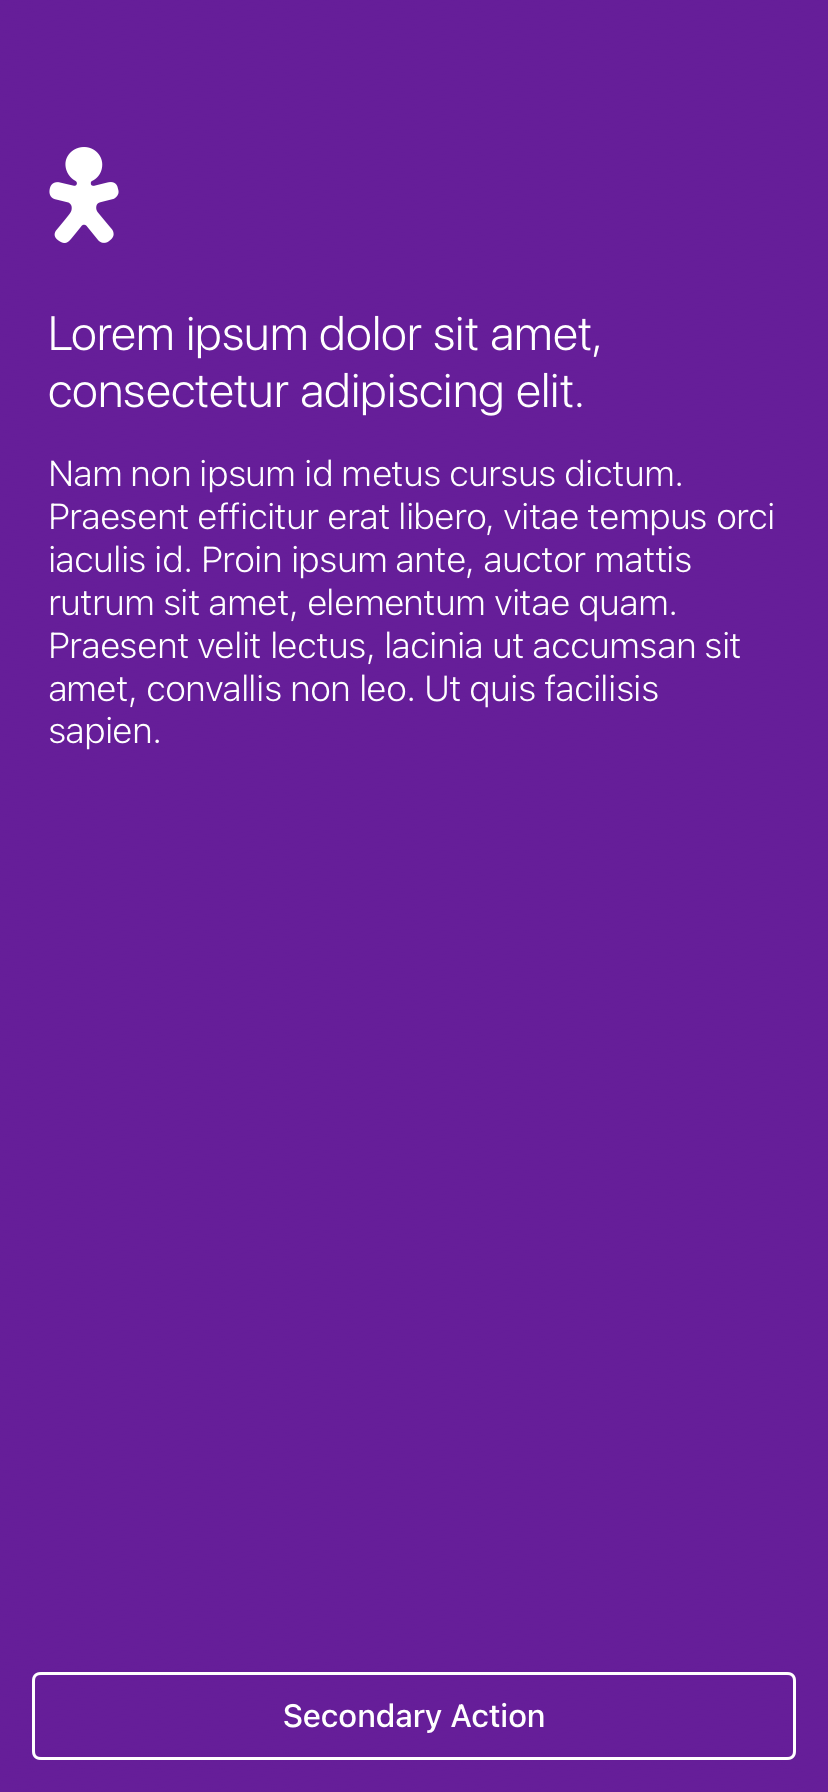 Lorem ipsum dolor sit amet,
consectetur adipiscing elit.
Nam non ipsum id metus cursus dictum.
Praesent efficitur erat libero, vitae tempus orci
iaculis id. Proin ipsum ante, auctor mattis
rutrum sit amet, elementum vitae quam.
Praesent velit lectus, lacinia ut accumsan sit
amet, convallis non leo. Ut quis facilisis
sapien.
Secondary Action